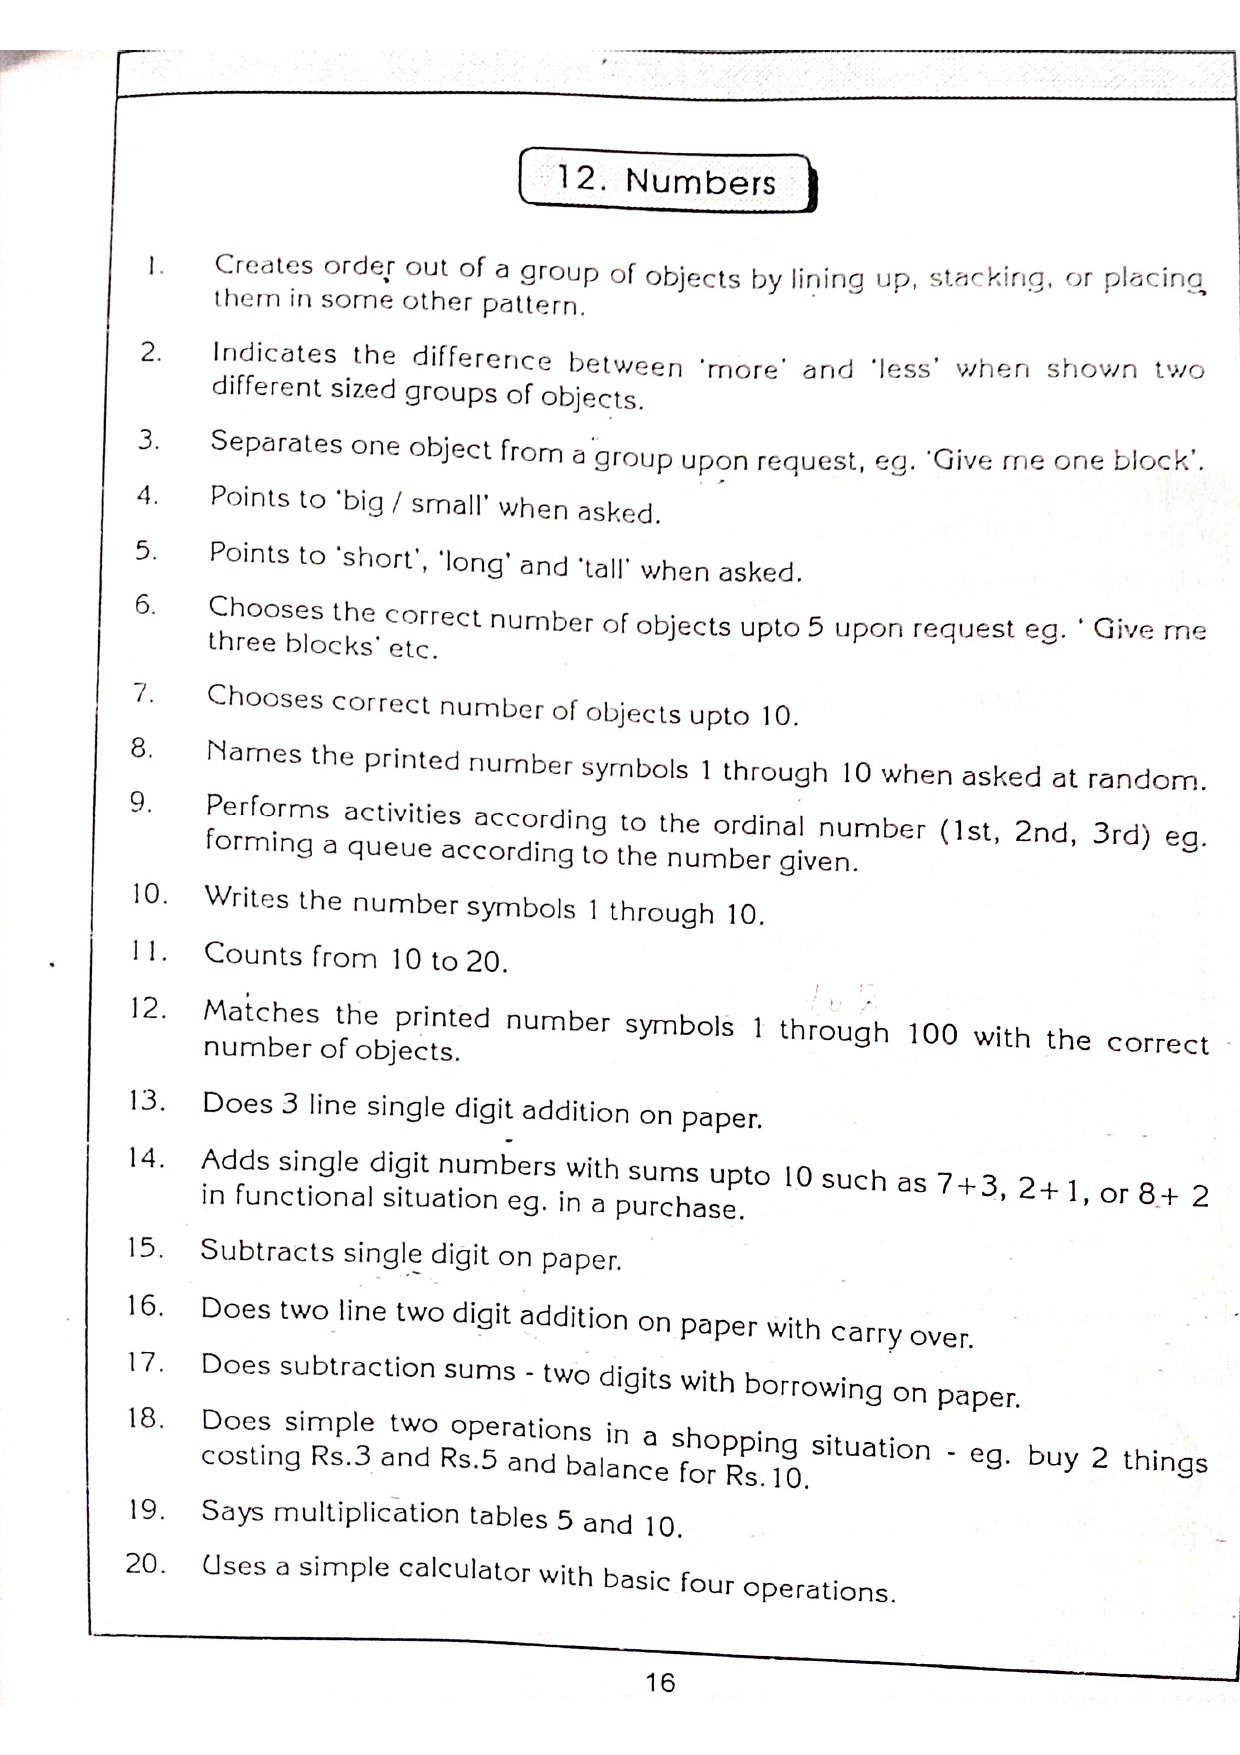 12. Numbers
1. Creates order out of a group of objects by lining up, stacking, or placing
them in some other pattern.
2. Indicates the difference between 'more' and 'less' when shown two
different sized groups of objects.
3. Separates one object from a group upon request, eg. 'Give me one block'.
4. Points to 'big / small' when asked.
5. Points to 'short', 'long' and 'tall' when asked.
6. Chooses the correct number of objects upto 5 upon request eg. ' Give me
three blocks' etc.
7. Chooses correct number of objects upto 10.
8. Names the printed number symbols 1 through 10 when asked at random.
9. Performs activities according to the ordinal number (1st, 2nd, 3rd) eg.
forming a queue according to the number given.
10. Writes the number symbols 1 through 10.
11. Counts from 10 to 20.
12. Matches the printed number symbols 1 through 100 with the correct
number of objects.
13. Does 3 line single digit addition on paper.
14. Adds single digit numbers with sums upto 10 such as 7+3, 2+1, or 8+ 2
in functional situation eg. in a purchase.
15. Subtracts single digit on paper.
16. Does two line two digit addition on paper with carry over.
17. Does subtraction sums - two digits with borrowing on paper.
18. Does simple two operations in a shopping situation - eg. buy 2 things
costing Rs.3 and Rs.5 and balance for Rs. 10.
19. Says multiplication tables 5 and 10.
20. Uses a simple calculator with basic four operations.
16